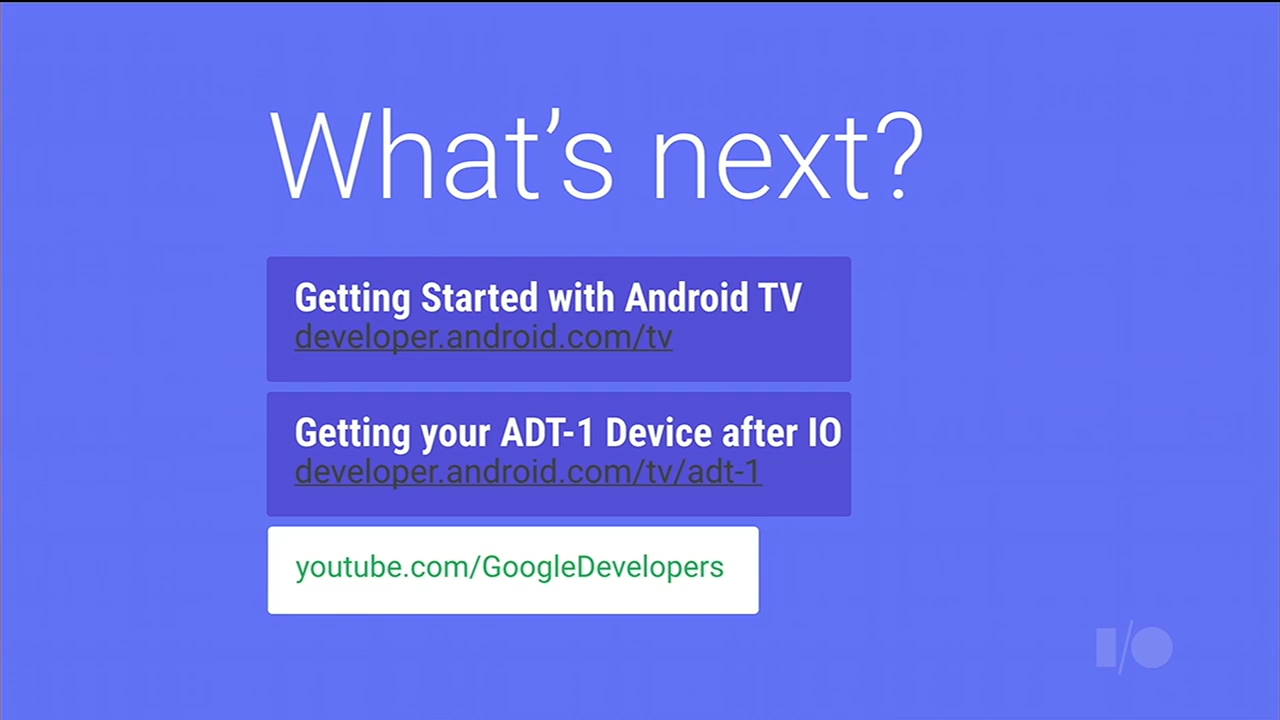 What’s next?
Getting Started with Android TV
developer.android.com/tv
Getting your ADT-1 Device after IO
developer.android.com/tv/adt-1
youtube.com/GoogleDevelopers
I/O